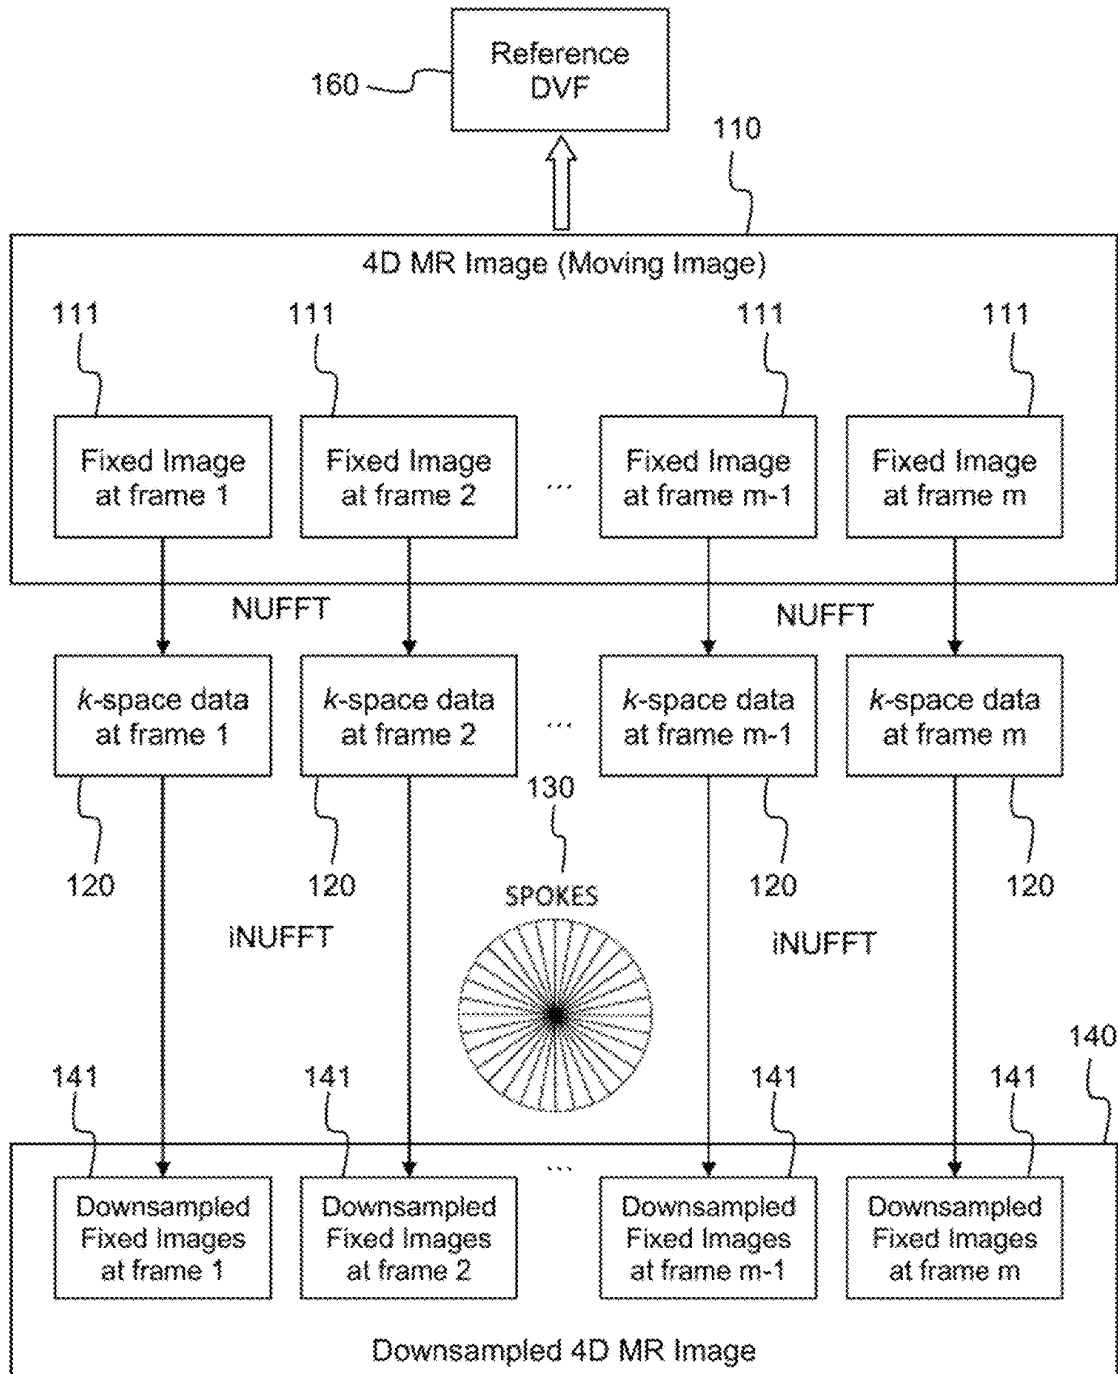 Reference
DVF
160
110
4D MR Image (Moving Image)
111
111
111
111
Fixed Image
at frame 1
Fixed Image
at frame 2
...
Fixed Image
at frame m-1
Fixed Image
at frame m
NUFFT
NUFFT
k-space data
at frame 1
k-space data
at frame 2
...
k-space data
at frame m-1
k-space data
at frame m
130
120
120
120
120
SPOKES
iNUFFT
iNUFFT
140
141
141
141
141
Downsampled
Fixed Images
at frame 1
Downsampled
Fixed Images
at frame 2
...
Downsampled
Fixed Images
at frame m-1
Downsampled
Fixed Images
at frame m
Downsampled 4D MR Image